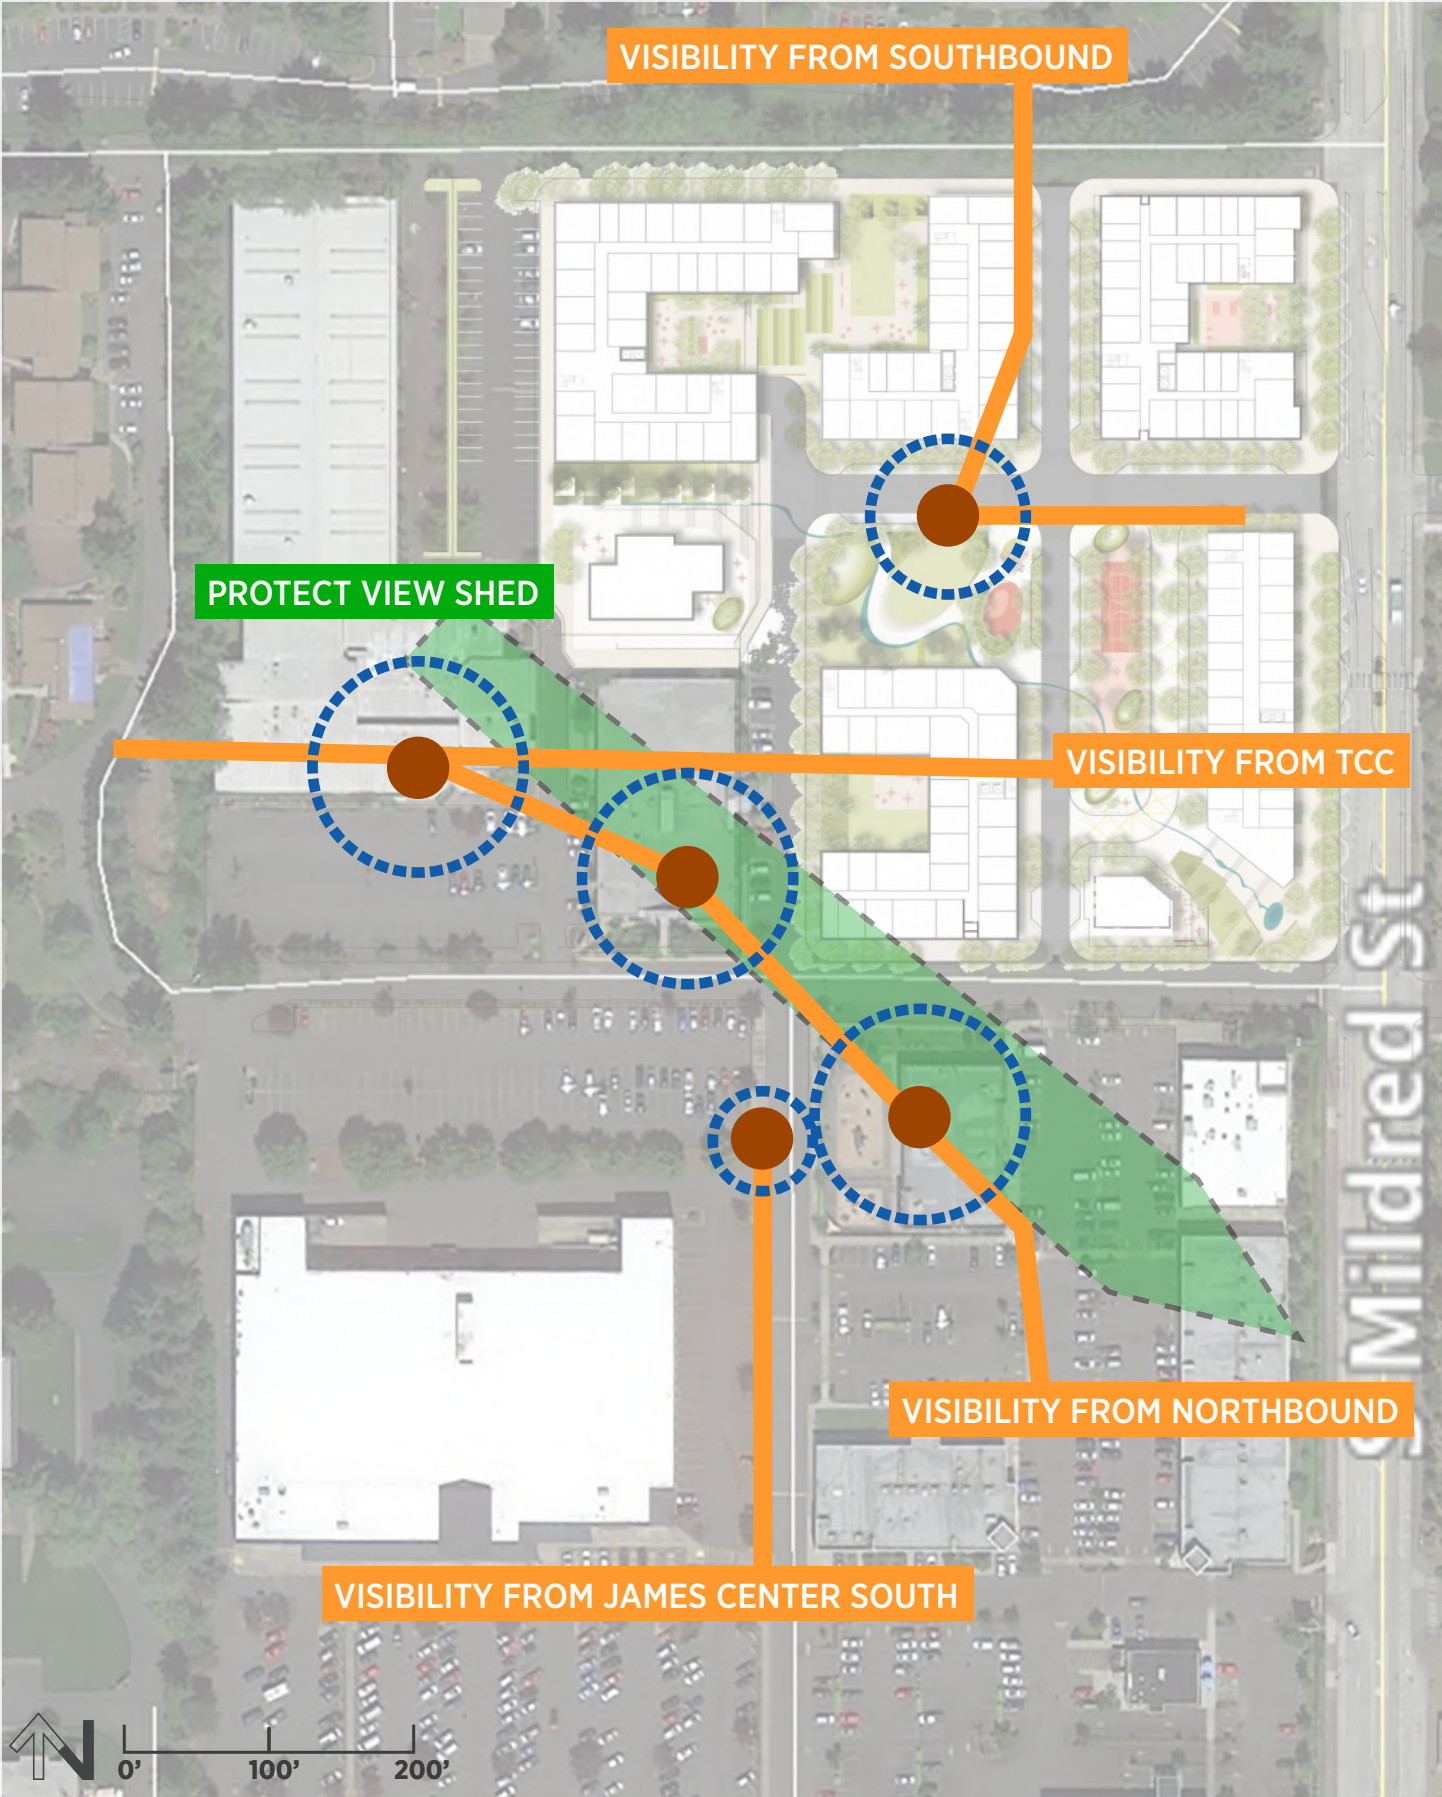 VISIBILITY FROM SOUTHBOUND
PROTECT VIEW SHED
VISIBILITY FROM TCC
S Mildred St
VISIBILITY FROM NORTHBOUND
VISIBILITY FROM JAMES CENTER SOUTH
N
0’ 100’ 200’